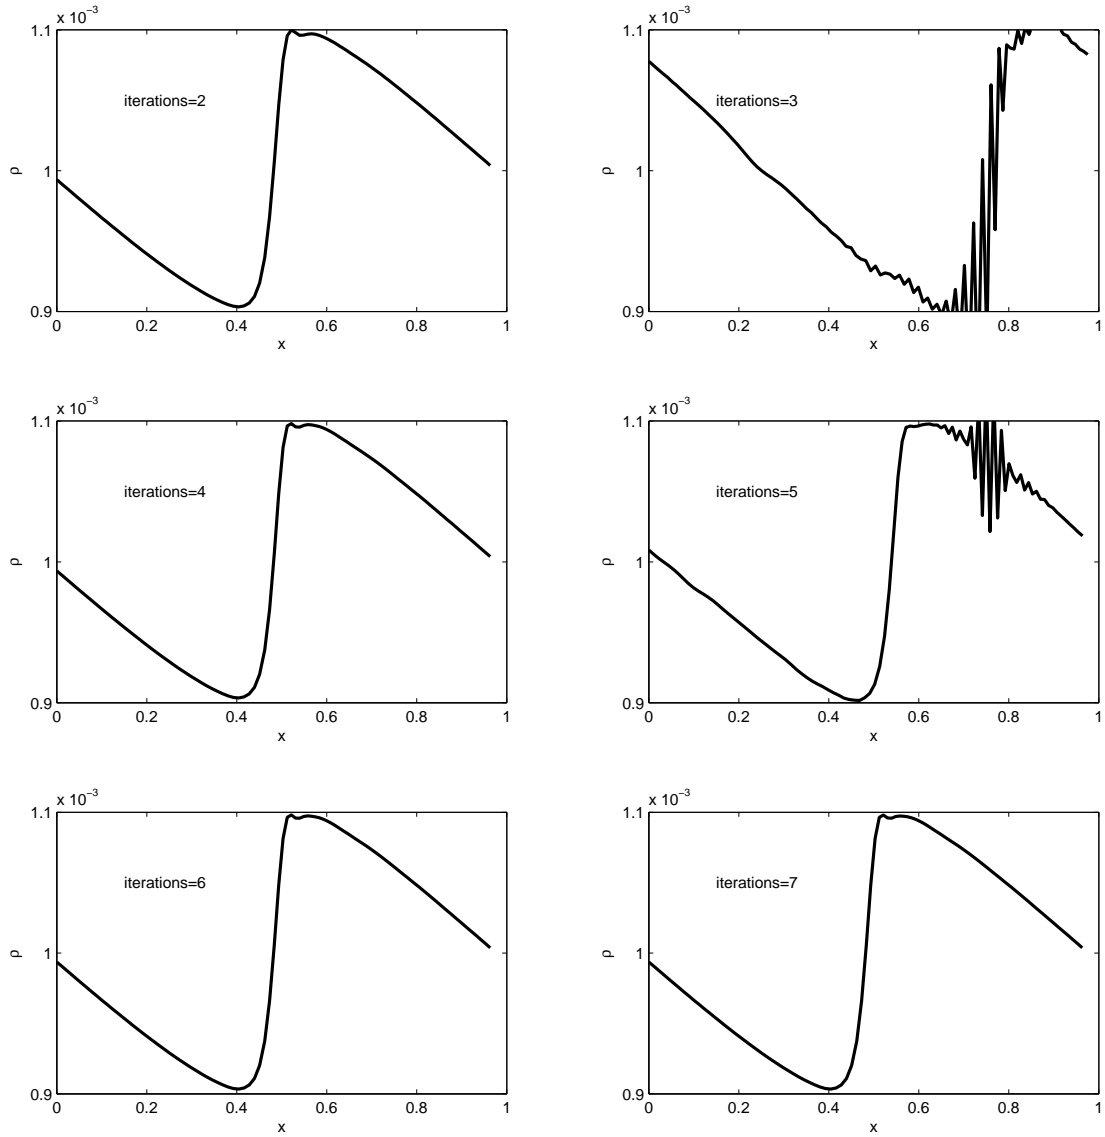 x 10⁻³
1.1
iterations=2
ρ
1
0.9
0 0.2 0.4 0.6 0.8 1
x
x 10⁻³
1.1
iterations=3
ρ
1
0.9
0 0.2 0.4 0.6 0.8 1
x
x 10⁻³
1.1
iterations=4
ρ
1
0.9
0 0.2 0.4 0.6 0.8 1
x
x 10⁻³
1.1
iterations=5
ρ
1
0.9
0 0.2 0.4 0.6 0.8 1
x
x 10⁻³
1.1
iterations=6
ρ
1
0.9
0 0.2 0.4 0.6 0.8 1
x
x 10⁻³
1.1
iterations=7
ρ
1
0.9
0 0.2 0.4 0.6 0.8 1
x